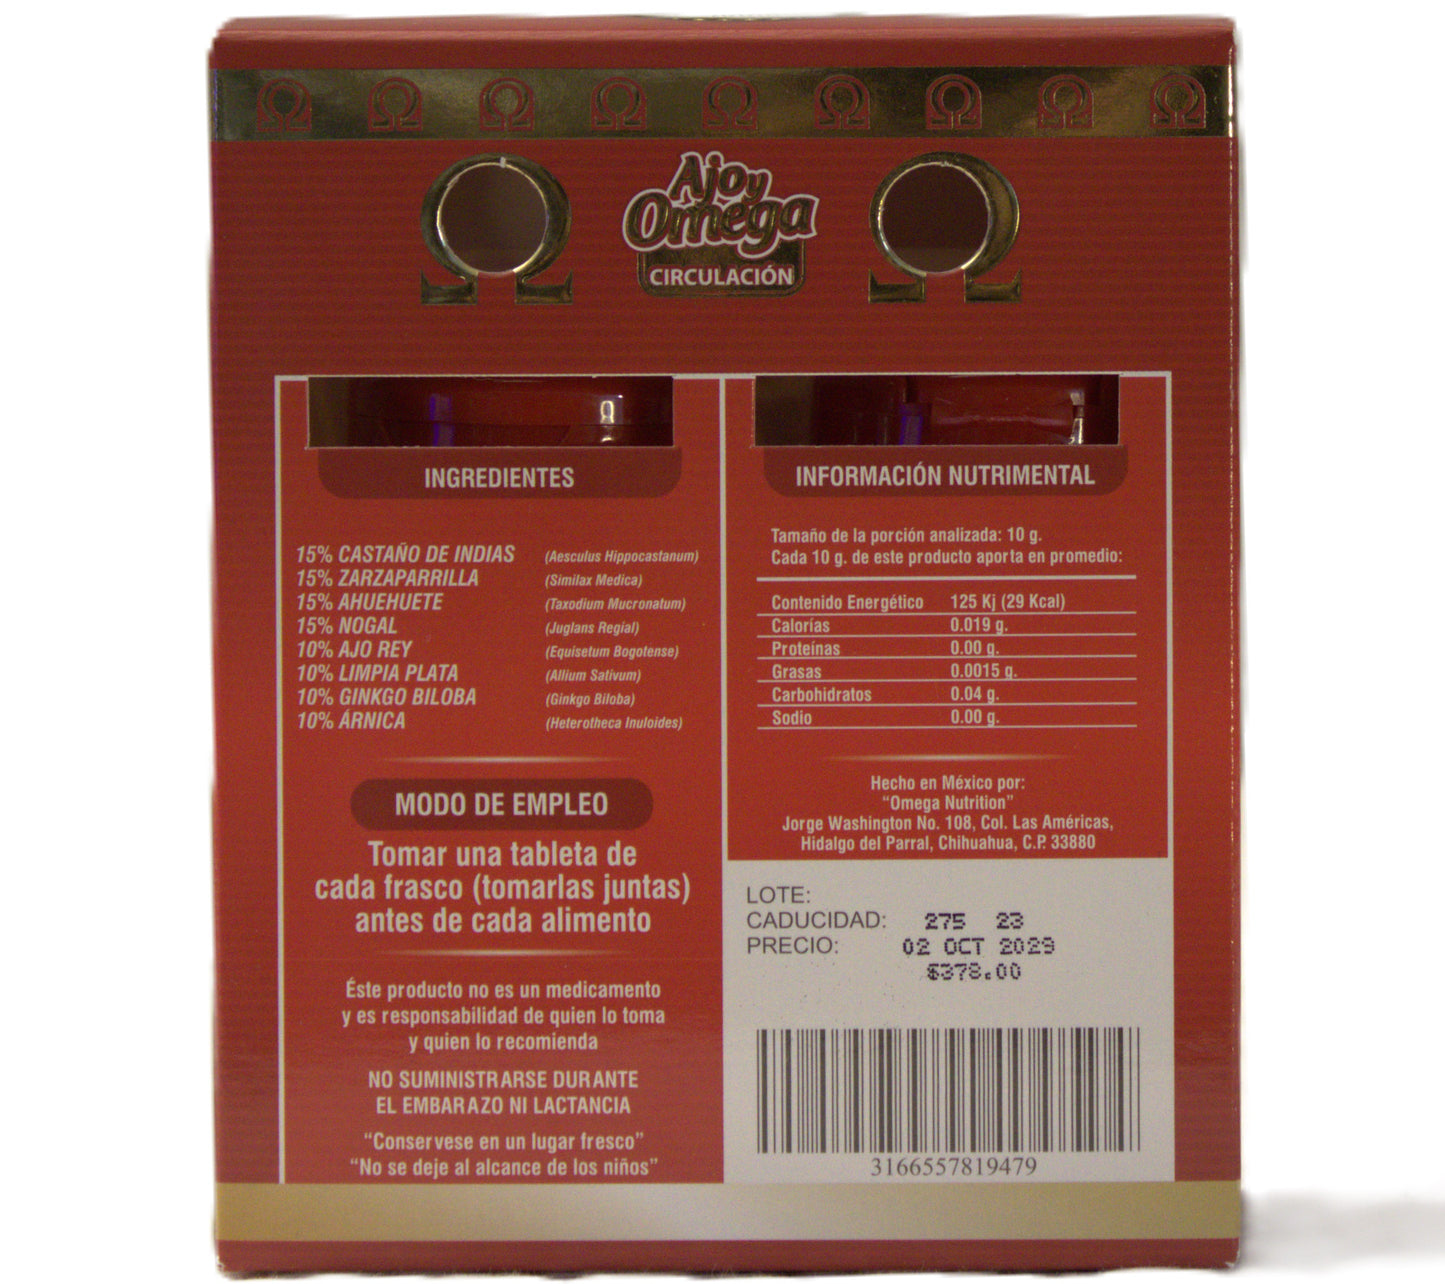 Ajo y
Omega
CIRCULACIÓN
INGREDIENTES
15% CASTAÑO DE INDIAS (Aesculus Hippocastanum)
15% ZARZAPARRILLA (Similax Medica)
15% AHUEHUETE (Taxodium Mucronatum)
15% NOGAL (Juglans Regial)
10% AJO REY (Equisetum Bogotense)
10% LIMPIA PLATA (Allium Sativum)
10% GINKGO BILOBA (Ginkgo Biloba)
10% ÁRNICA (Heterotheca Inuloides)
MODO DE EMPLEO
Tomar una tableta de
cada frasco (tomarlas juntas)
antes de cada alimento
Éste producto no es un medicamento
y es responsabilidad de quien lo toma
y quien lo recomienda
NO SUMINISTRARSE DURANTE
EL EMBARAZO NI LACTANCIA
“Conservese en un lugar fresco”
“No se deje al alcance de los niños”
INFORMACIÓN NUTRIMENTAL
Tamaño de la porción analizada: 10 g.
Cada 10 g. de este producto aporta en promedio:
Contenido Energético 125 Kj (29 Kcal)
Calorías 0.019 g.
Proteínas 0.00 g.
Grasas 0.0015 g.
Carbohidratos 0.04 g.
Sodio 0.00 g.
Hecho en México por:
“Omega Nutrition”
Jorge Washington No. 108, Col. Las Américas,
Hidalgo del Parral, Chihuahua, C.P. 33880
LOTE:
CADUCIDAD: 275 23
PRECIO: 02 OCT 2029
$378.00
3166557819479